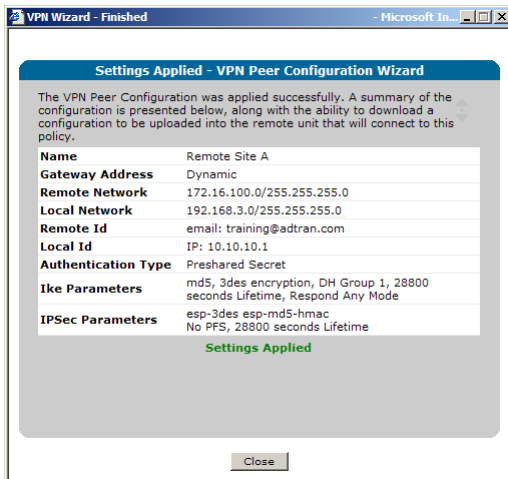 VPN Wizard - Finished - Microsoft In...
Settings Applied - VPN Peer Configuration Wizard
The VPN Peer Configuration was applied successfully. A summary of the
configuration is presented below, along with the ability to download a
configuration to be uploaded into the remote unit that will connect to this
policy.
Name Remote Site A
Gateway Address Dynamic
Remote Network 172.16.100.0/255.255.255.0
Local Network 192.168.3.0/255.255.255.0
Remote Id email: training@adtran.com
Local Id IP: 10.10.10.1
Authentication Type Preshared Secret
Ike Parameters md5, 3des encryption, DH Group 1, 28800
seconds Lifetime, Respond Any Mode
IPSec Parameters esp-3des esp-md5-hmac
No PFS, 28800 seconds Lifetime
Settings Applied
Close